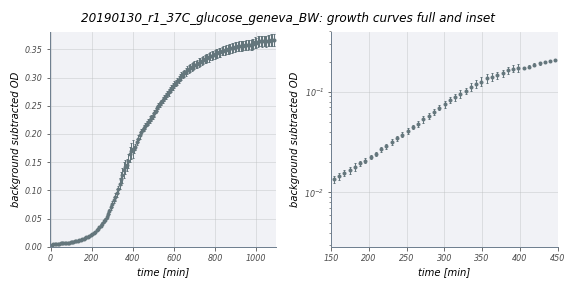 20190130_r1_37C_glucose_geneva_BW: growth curves full and inset
background subtracted OD
0.35
0.30
0.25
0.20
0.15
0.10
0.05
0.00
0 200 400 600 800 1000
time [min]
background subtracted OD
10⁻¹
10⁻²
150 200 250 300 350 400 450
time [min]